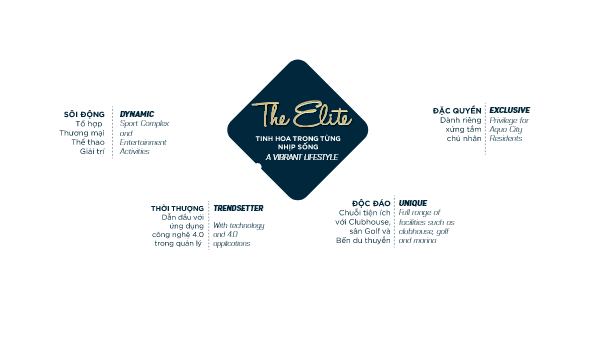 The Elite
TINH HOA TRONG TỪNG
NHỊP SỐNG
A VIBRANT LIFESTYLE
SÔI ĐỘNG
Tổ hợp
Thương mại
Thể thao
Giải trí
DYNAMIC
Sport Complex
and
Entertainment
Activities
ĐẶC QUYỀN
Dành riêng
xứng tầm
chủ nhân
EXCLUSIVE
Privilege for
Aqua City
Residents
THỜI THƯỢNG
Dẫn đầu với
ứng dụng
công nghệ 4.0
trong quản lý
TRENDSETTER
With technology
and 4.0
applications
ĐỘC ĐÁO
Chuỗi tiện ích
với Clubhouse,
sân Golf và
Bến du thuyền
UNIQUE
Full range of
facilities such as
clubhouse, golf
and marina